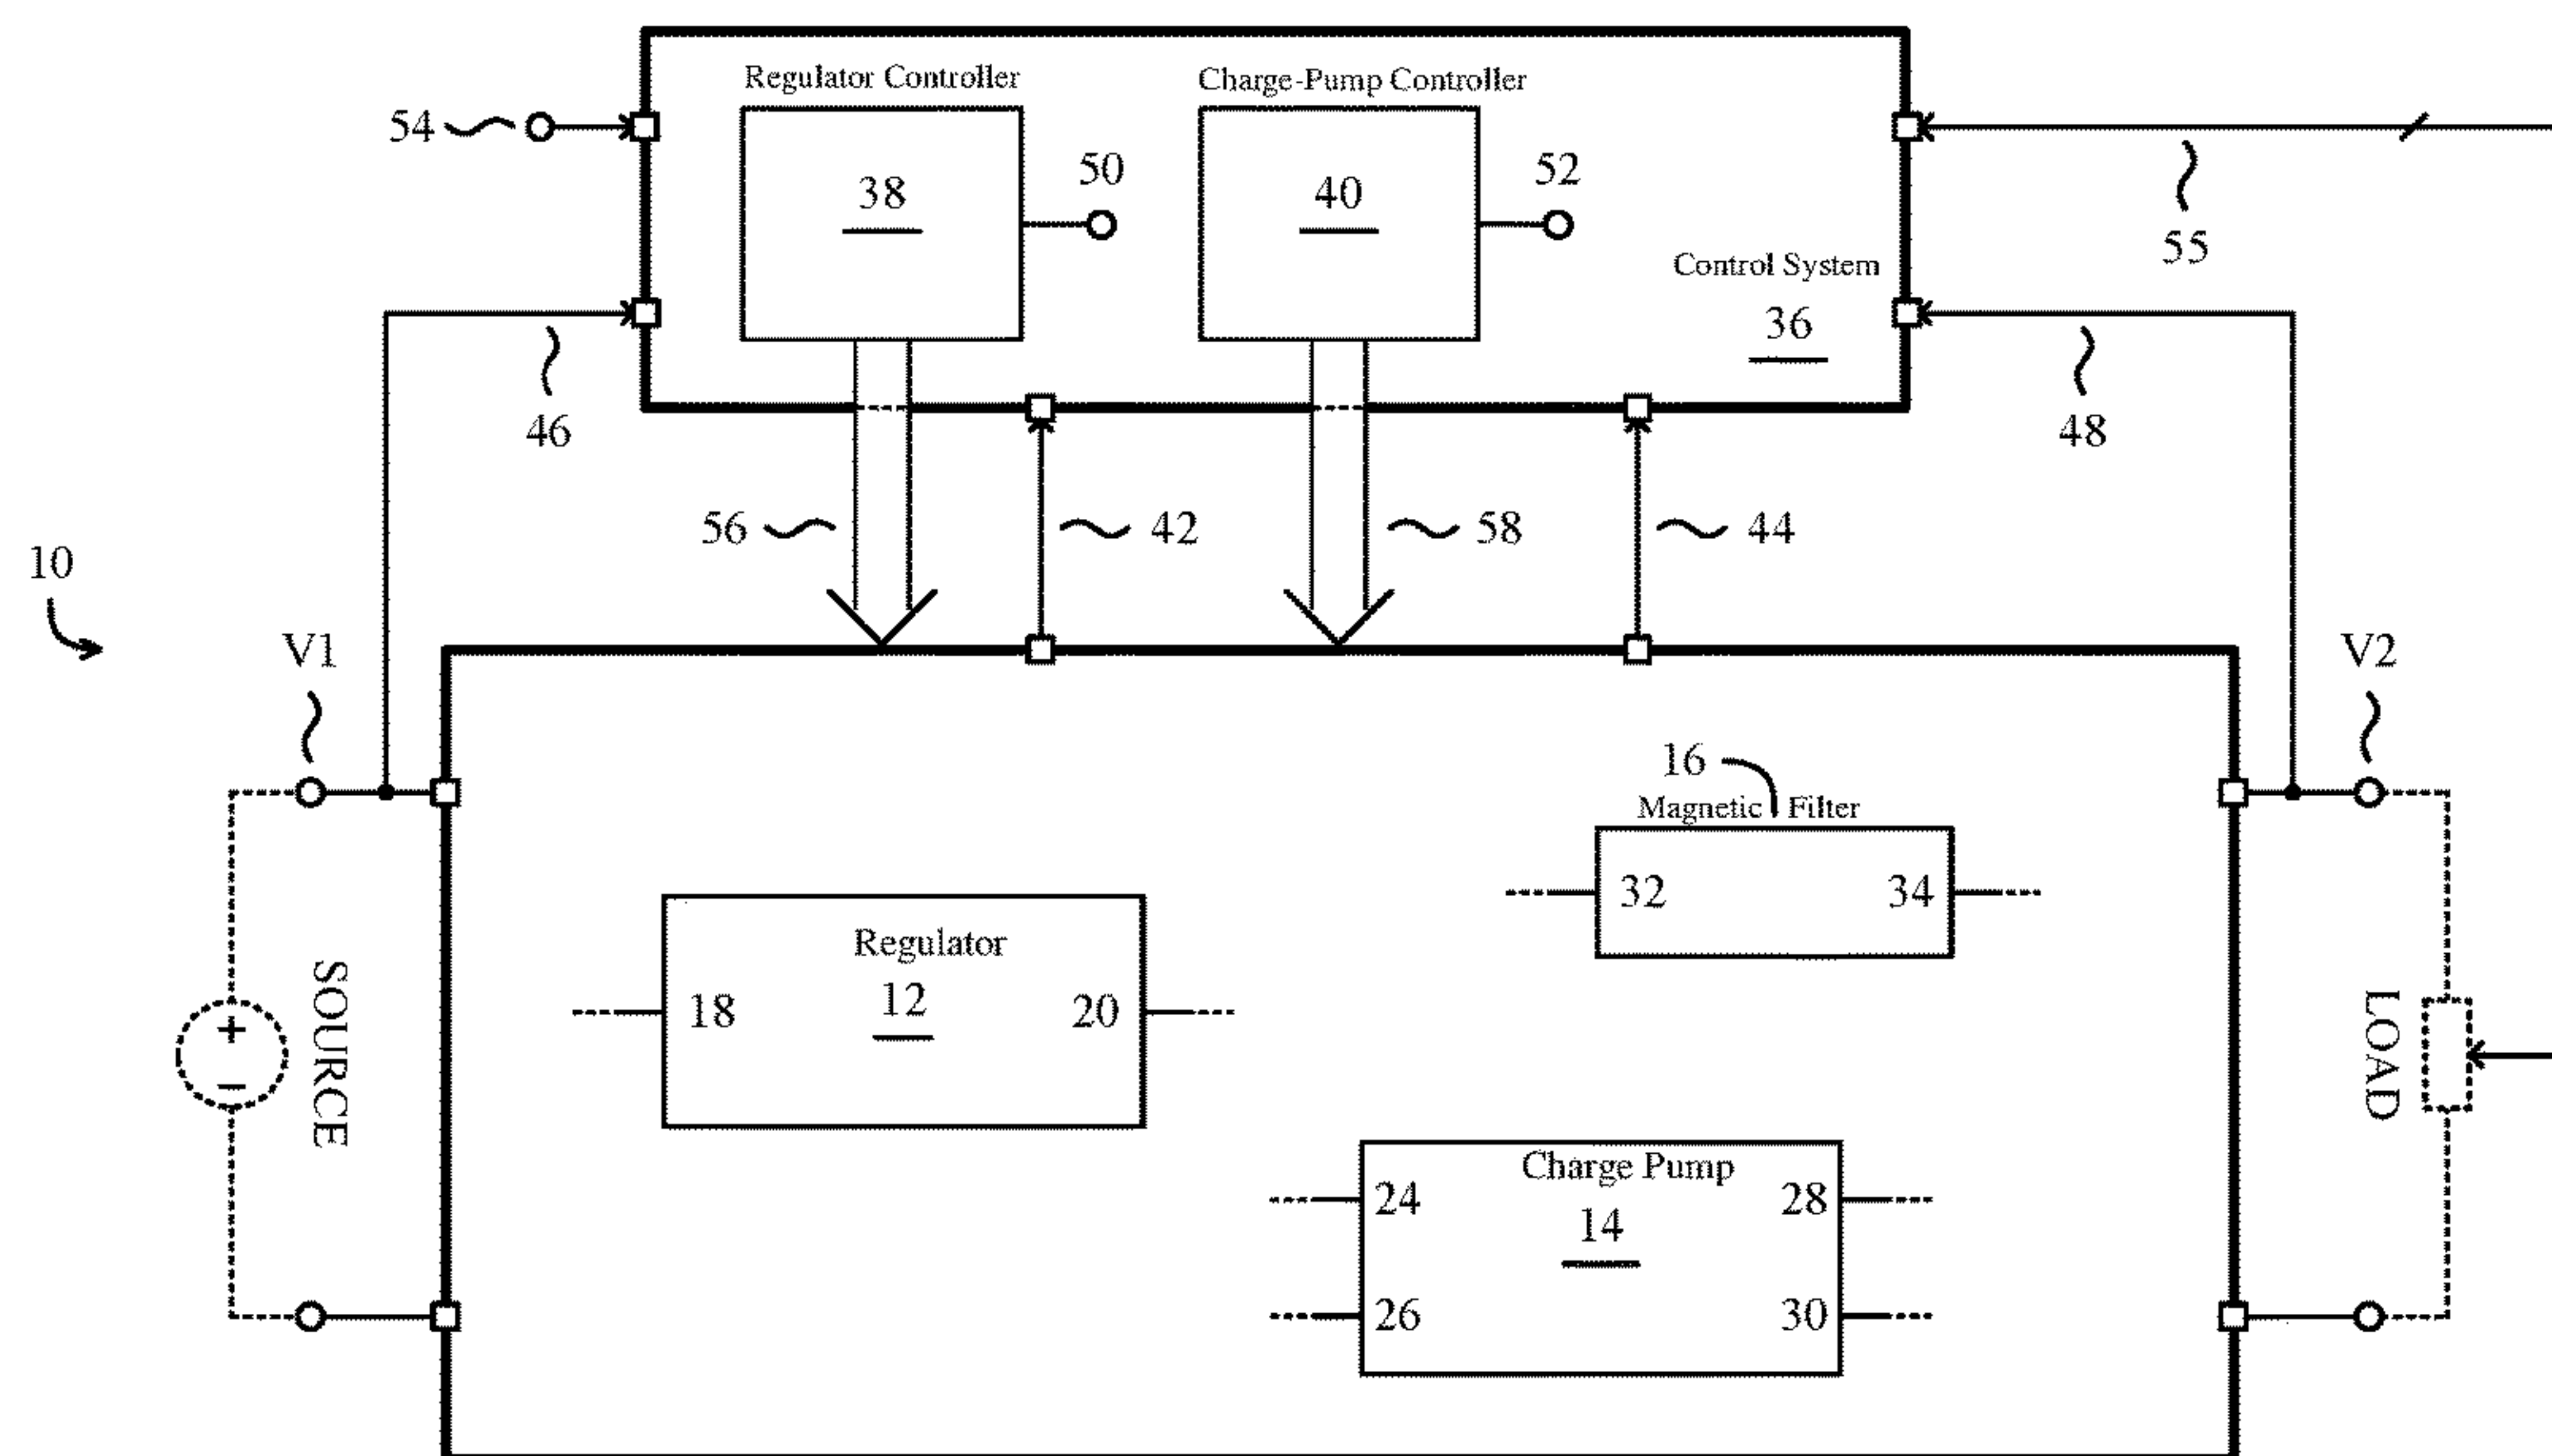 Regulator Controller
Charge-Pump Controller
54
38
50
40
52
55
Control System
36
46
48
56
42
58
44
10
V1
V2
16
Magnetic Filter
32
34
SOURCE
Regulator
18
12
20
LOAD
Charge Pump
24
14
28
26
30
+
−